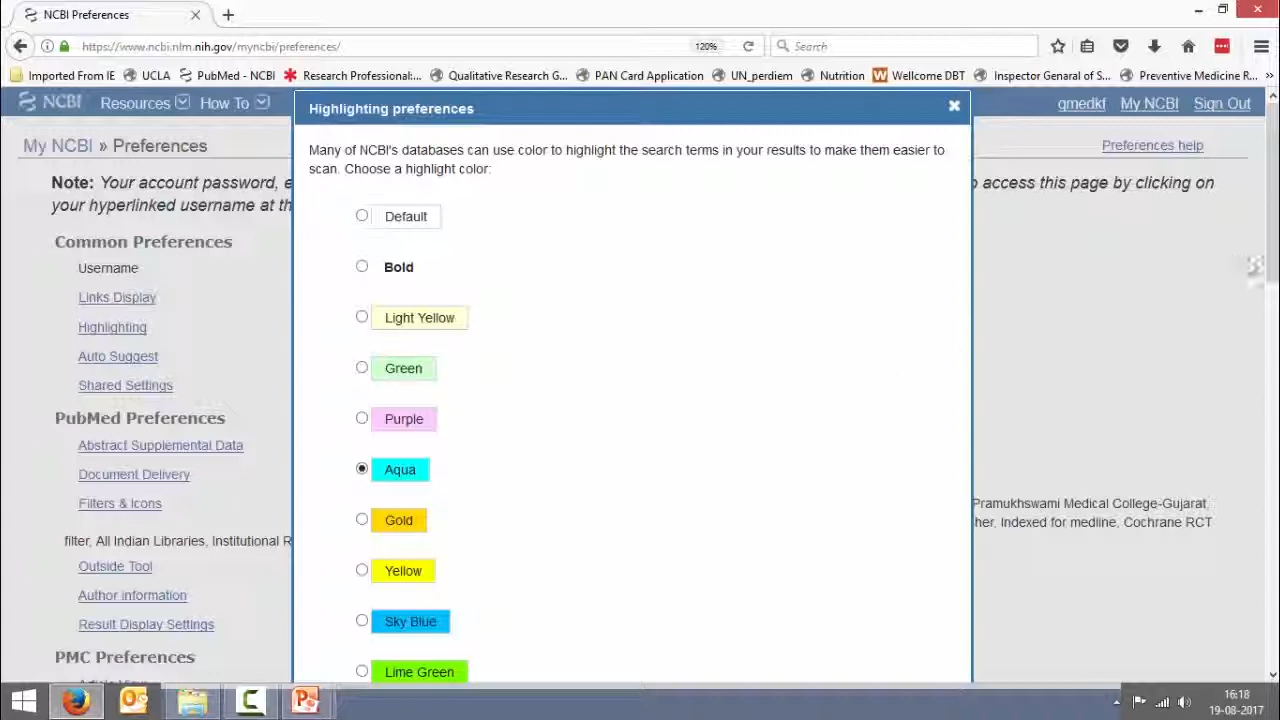 NCBI Preferences
https://www.ncbi.nlm.nih.gov/myncbi/preferences/
120%
Search
Imported From IE
UCLA
PubMed - NCBI
Research Professional:...
Qualitative Research G...
PAN Card Application
UN_perdiem
Nutrition
Wellcome DBT
Inspector Genaral of S...
Preventive Medicine R...
NCBI
Resources
How To
Highlighting preferences
gmedkf
My NCBI
Sign Out
My NCBI » Preferences
Preferences help
Many of NCBI's databases can use color to highlight the search terms in your results to make them easier to
scan. Choose a highlight color:
Note: Your account password, e
o access this page by clicking on
your hyperlinked username at th
Common Preferences
Username
Links Display
Highlighting
Auto Suggest
Shared Settings
PubMed Preferences
Abstract Supplemental Data
Document Delivery
Filters & Icons
Pramukhswami Medical College-Gujarat,
her, Indexed for medline, Cochrane RCT
filter, All Indian Libraries, Institutional R
Outside Tool
Author information
Result Display Settings
PMC Preferences
Default
Bold
Light Yellow
Green
Purple
Aqua
Gold
Yellow
Sky Blue
Lime Green
16:18
19-08-2017